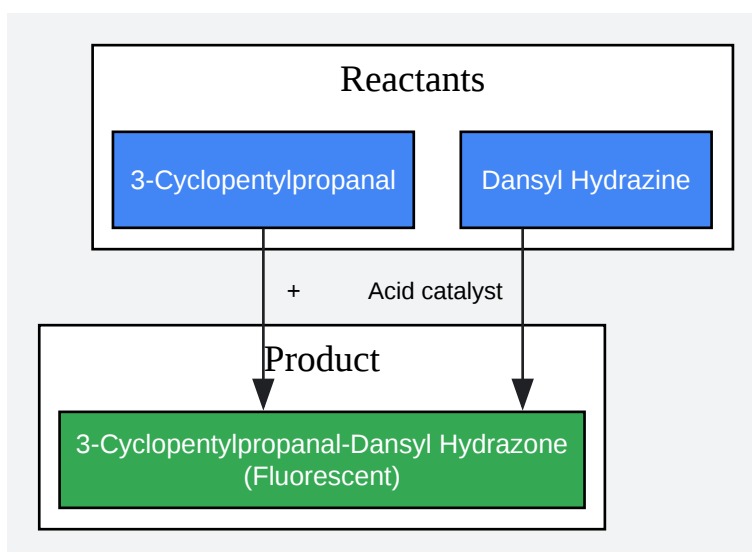 Reactants
3-Cyclopentylpropanal
Dansyl Hydrazine
+
Acid catalyst
Product
3-Cyclopentylpropanal-Dansyl Hydrazone
(Fluorescent)